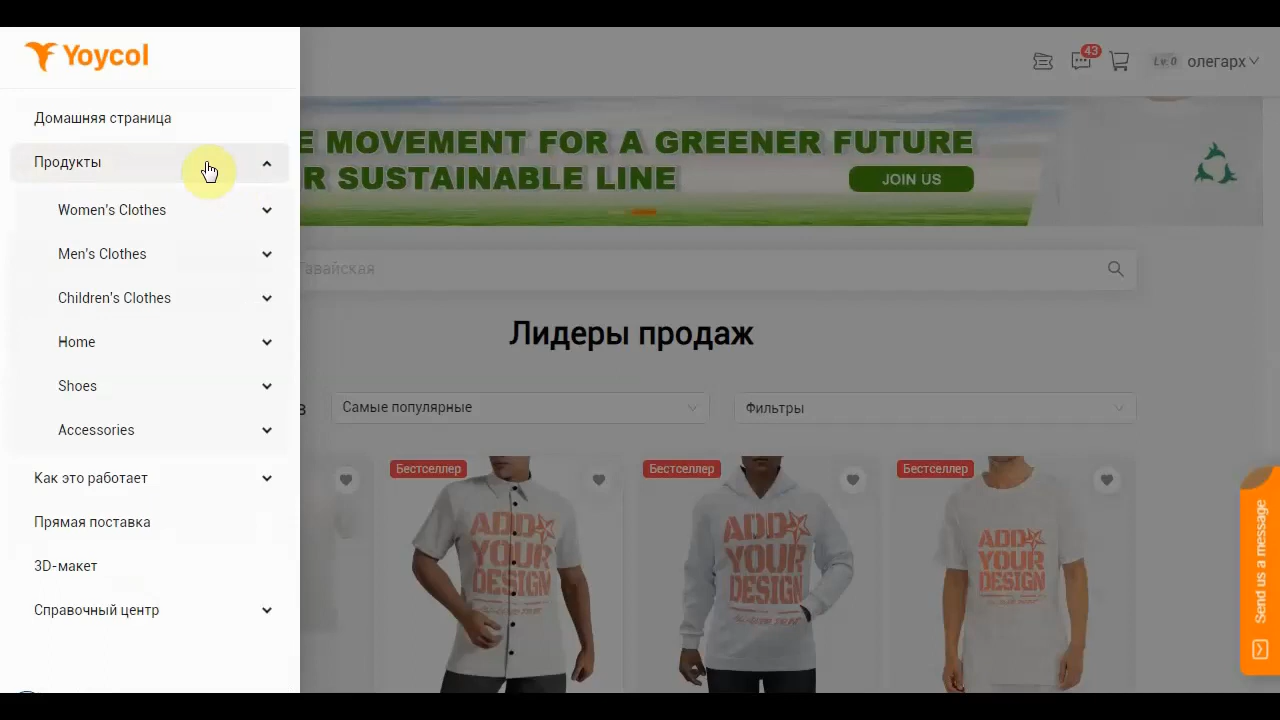 Yoycol
43
Lv.0 олегарх
Домашняя страница
Продукты
Women's Clothes
Men's Clothes
Children's Clothes
Home
Shoes
Accessories
Как это работает
Прямая поставка
3D-макет
Справочный центр
E MOVEMENT FOR A GREENER FUTURE
R SUSTAINABLE LINE
JOIN US
Гавайская
Лидеры продаж
Самые популярные
Фильтры
Бестселлер
ADD
YOUR
DESIGN
Бестселлер
ADD
YOUR
DESIGN
Бестселлер
ADD
YOUR
DESIGN
Send us a message